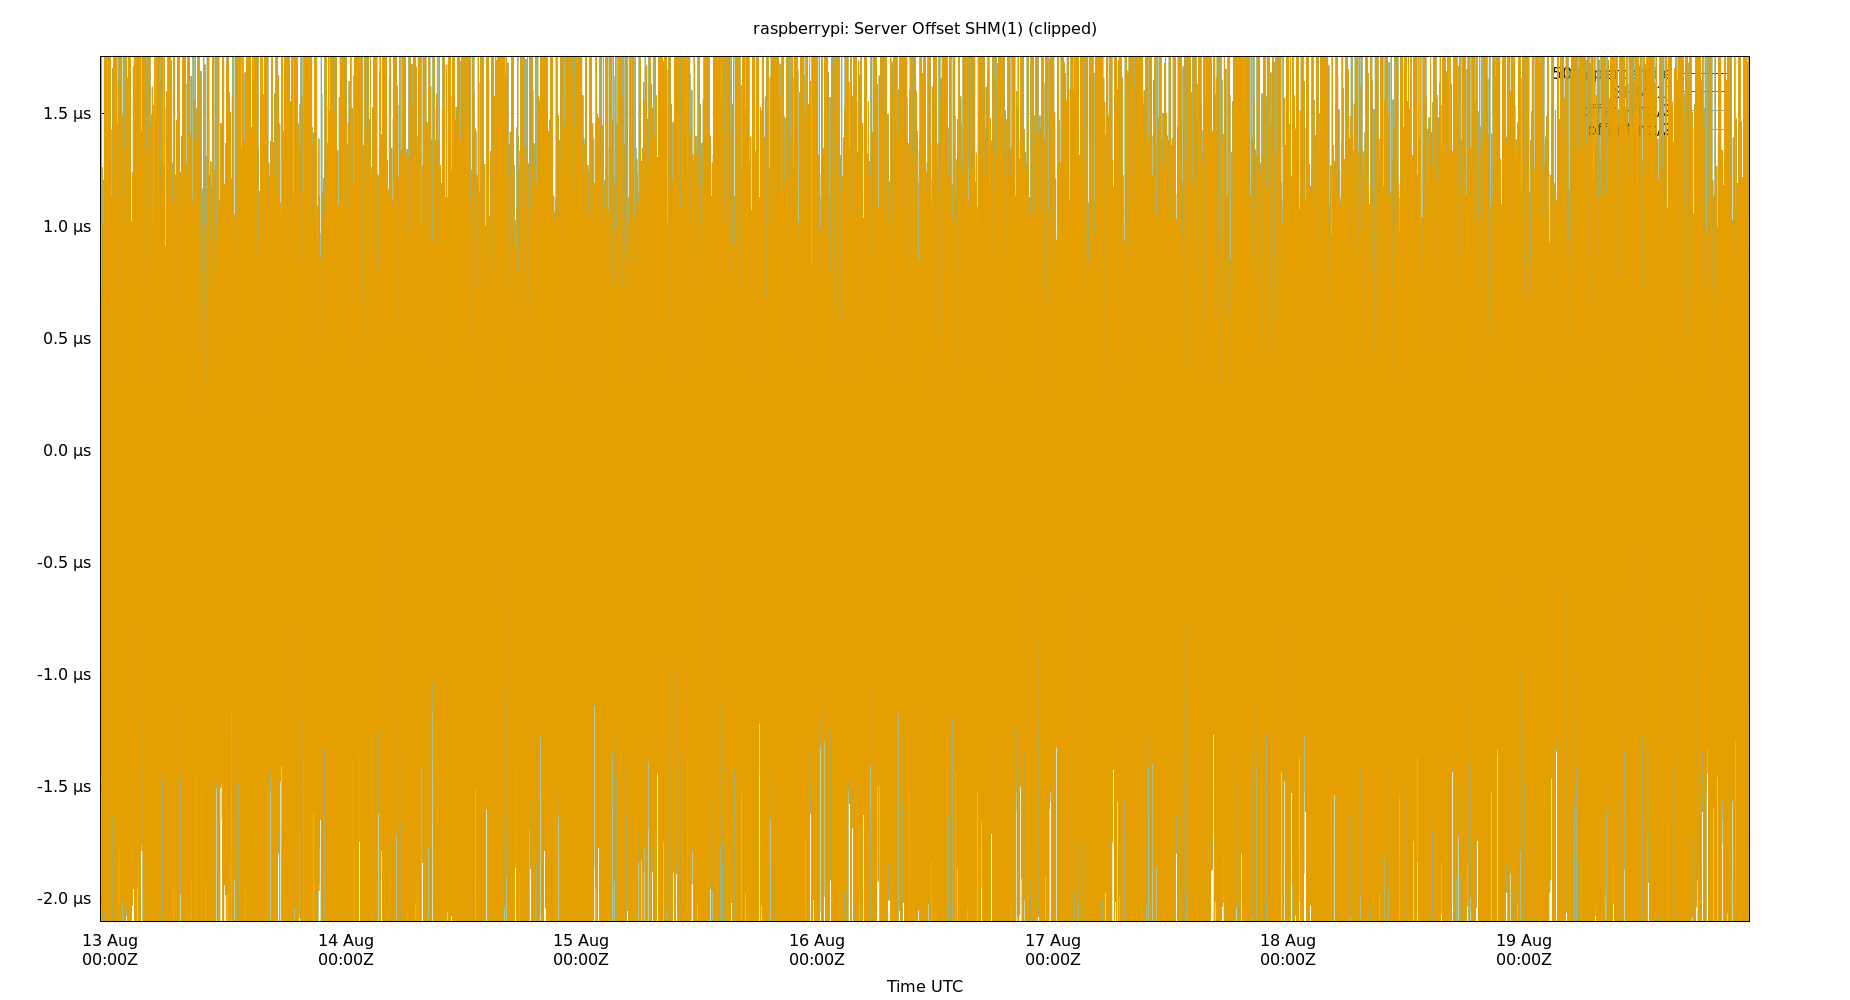 raspberrypi: Server Offset SHM(1) (clipped)
1.5 µs
1.0 µs
0.5 µs
0.0 µs
-0.5 µs
-1.0 µs
-1.5 µs
-2.0 µs
13 Aug 14 Aug 15 Aug 16 Aug 17 Aug 18 Aug 19 Aug
00:00Z 00:00Z 00:00Z 00:00Z 00:00Z 00:00Z 00:00Z
Time UTC